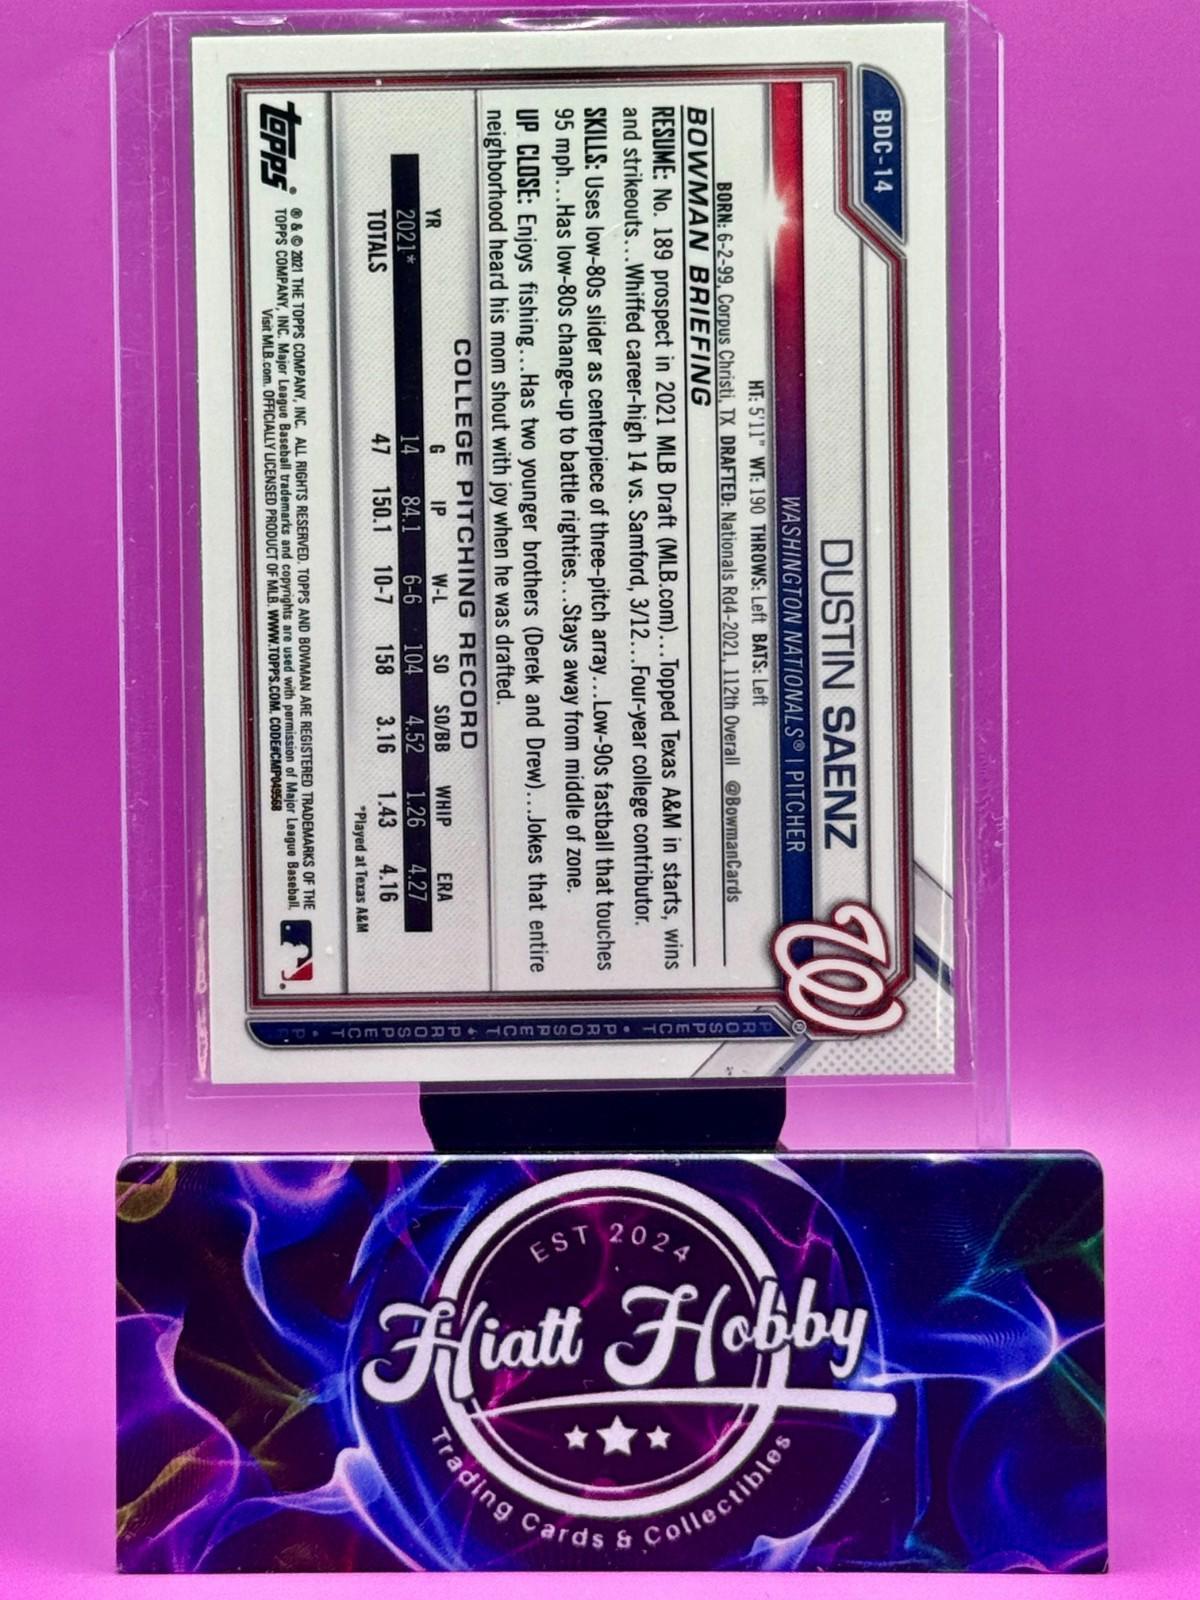 BDC-14
DUSTIN SAENZ
WASHINGTON NATIONALS® | PITCHER
HT: 5'11" WT: 190 THROWS: Left BATS: Left
BORN: 6-2-99, Corpus Christi, TX DRAFTED: Nationals Rd4-2021, 112th Overall @BowmanCards
BOWMAN BRIEFING
RESUME: No. 189 prospect in 2021 MLB Draft (MLB.com)...Topped Texas A&M in starts, wins
and strikeouts...Whiffed career-high 14 vs. Samford, 3/12...Four-year college contributor.
SKILLS: Uses low-80s slider as centerpiece of three-pitch array...Low-90s fastball that touches
95 mph...Has low-80s change-up to battle righties...Stays away from middle of zone.
UP CLOSE: Enjoys fishing...Has two younger brothers (Derek and Drew)...Jokes that entire
neighborhood heard his mom shout with joy when he was drafted.
COLLEGE PITCHING RECORD
YR G IP W-L SO SO/BB WHIP ERA
2021* 14 84.1 6-6 104 4.52 1.26 4.27
TOTALS 47 150.1 10-7 158 3.16 1.43 4.16
*Played at Texas A&M
topps®
® & © 2021 THE TOPPS COMPANY, INC. ALL RIGHTS RESERVED. TOPPS AND BOWMAN ARE REGISTERED TRADEMARKS OF THE
TOPPS COMPANY, INC. Major League Baseball trademarks and copyrights are used with permission of Major League Baseball.
Visit MLB.com. OFFICIALLY LICENSED PRODUCT OF MLB. WWW.TOPPS.COM. CODE#CMP049568
W®
PROSPECT • PROSPECT • PROSPECT • PP
EST 2024
Hiatt Hobby
Trading Cards & Collectibles